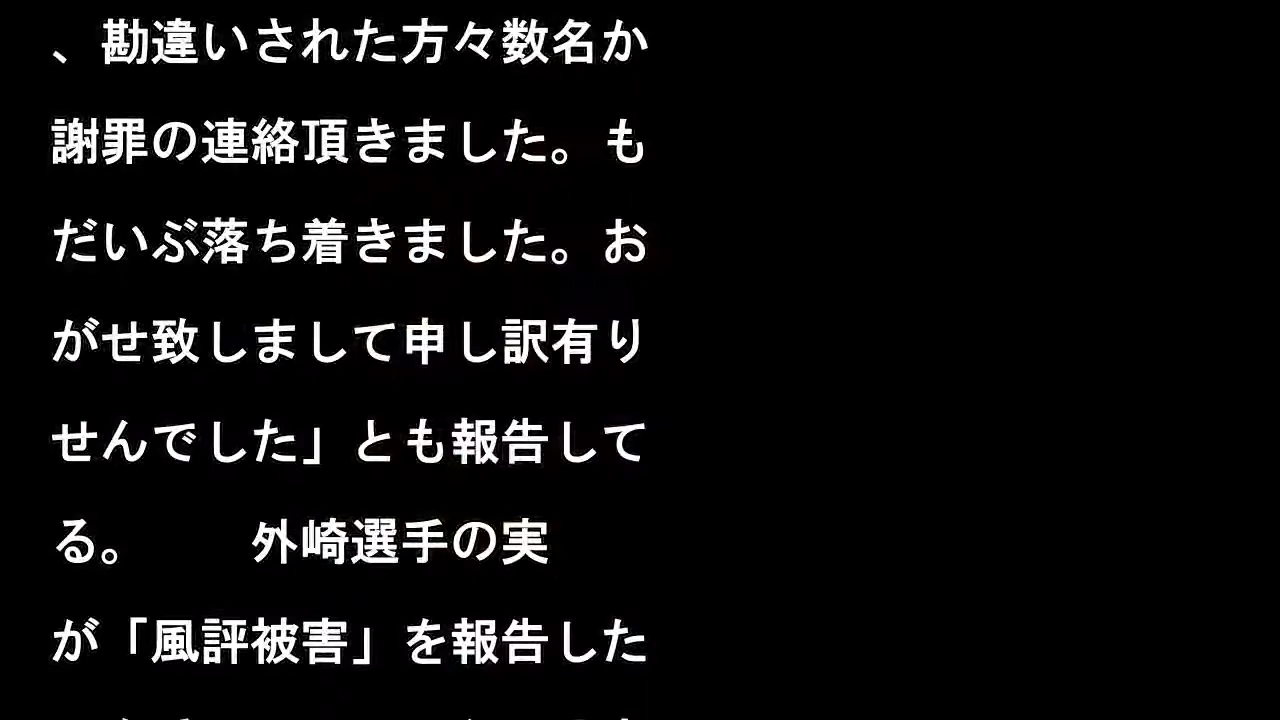 、勘違いされた方々数名か
謝罪の連絡頂きました。も
だいぶ落ち着きました。お
がせ致しまして申し訳有り
せんでした」とも報告して
る。　　　外崎選手の実
が「風評被害」を報告した